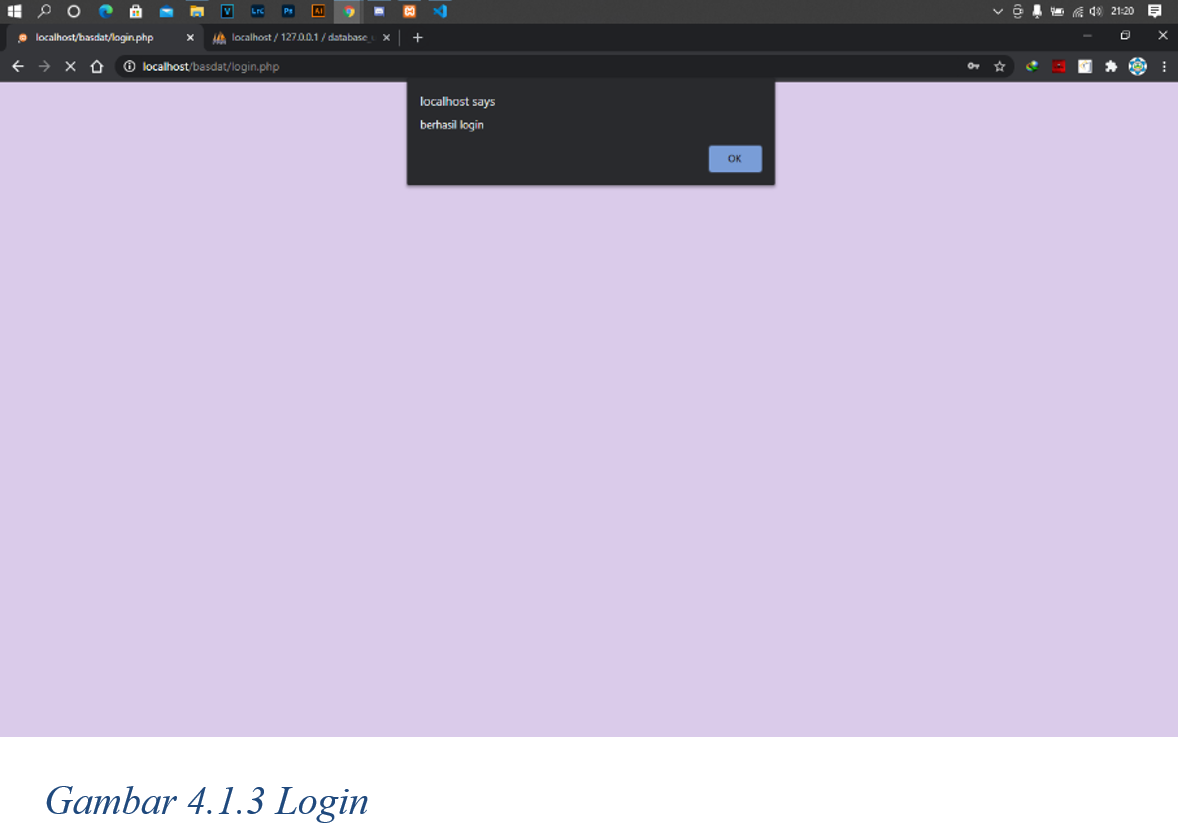 21:20
localhost/basdat/login.php
localhost / 127.0.0.1 / database_
localhost/basdat/login.php
localhost says
berhasil login
OK
Gambar 4.1.3 Login